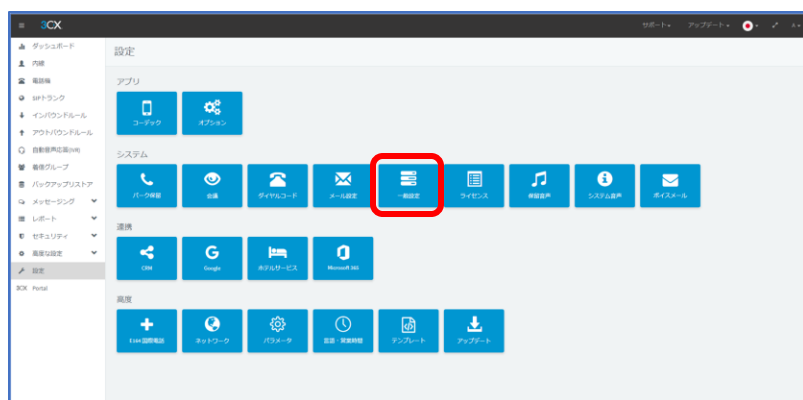 3CX
サポート
アップデート
ダッシュボード
内線
電話機
SIPトランク
インバウンドルール
アウトバウンドルール
自動音声応答(IVR)
着信グループ
バックアップリストア
メッセージング
レポート
セキュリティ
高度な設定
設定
3CX Portal
設定
アプリ
コーデック
オプション
システム
パーク保留
会議
ダイヤルコード
メール設定
一般設定
ライセンス
保留音声
システム音声
ボイスメール
連携
CRM
Google
ホテルサービス
Microsoft 365
高度
E164 国際電話
ネットワーク
パラメータ
言語・営業時間
テンプレート
アップデート